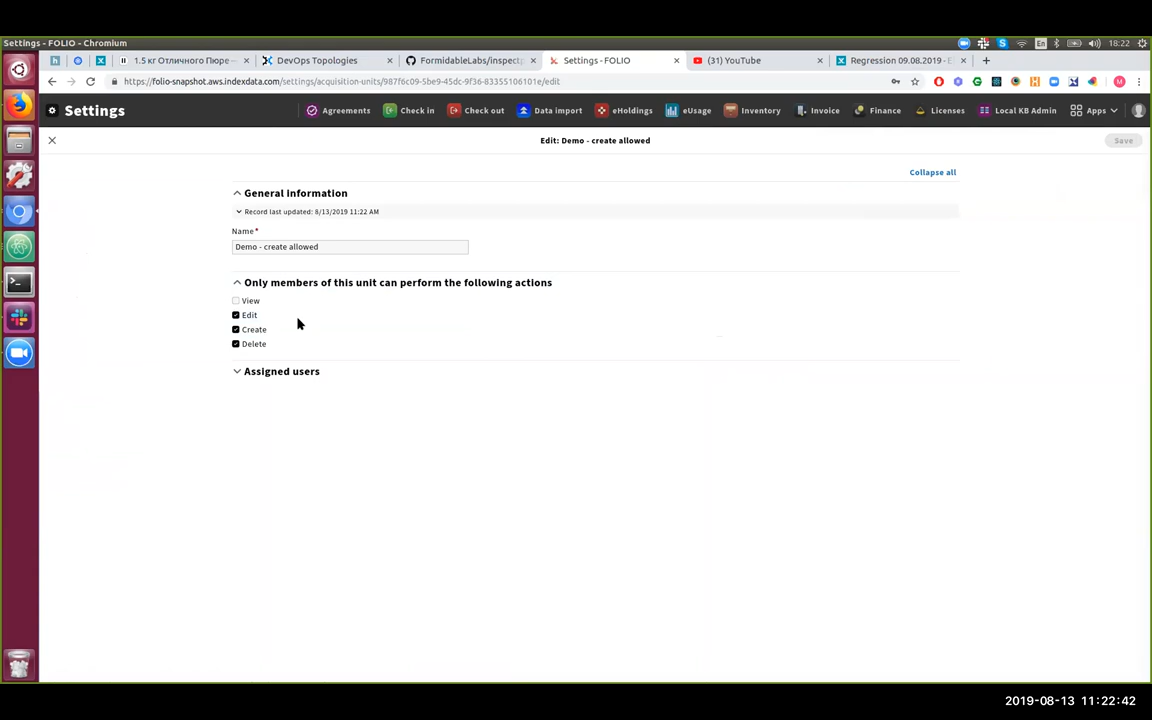 Settings - FOLIO - Chromium
En
18:22
1.5 кг Отличного Пюре -
DevOps Topologies
FormidableLabs/inspectp
Settings - FOLIO
(31) YouTube
Regression 09.08.2019 - E
https://folio-snapshot.aws.indexdata.com/settings/acquisition-units/987f6c09-5be9-45dc-9f36-83355106101e/edit
Settings
Agreements
Check in
Check out
Data import
eHoldings
eUsage
Inventory
Invoice
Finance
Licenses
Local KB Admin
Apps
Edit: Demo - create allowed
Save
Collapse all
General information
Record last updated: 8/13/2019 11:22 AM
Name*
Demo - create allowed
Only members of this unit can perform the following actions
View
Edit
Create
Delete
Assigned users
2019-08-13 11:22:42